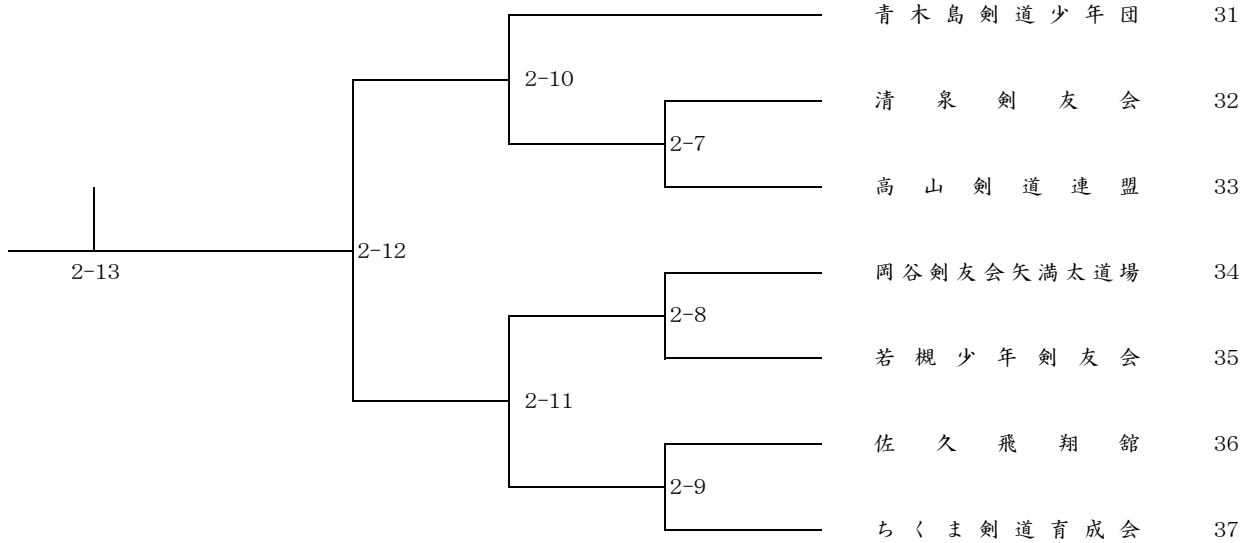 青木島剣道少年団 31
2-10
清泉剣友会 32
2-7
高山剣道連盟 33
2-12
2-13
岡谷剣友会矢満太道場 34
2-8
若槻少年剣友会 35
2-11
佐久飛翔舘 36
2-9
ちくま剣道育成会 37